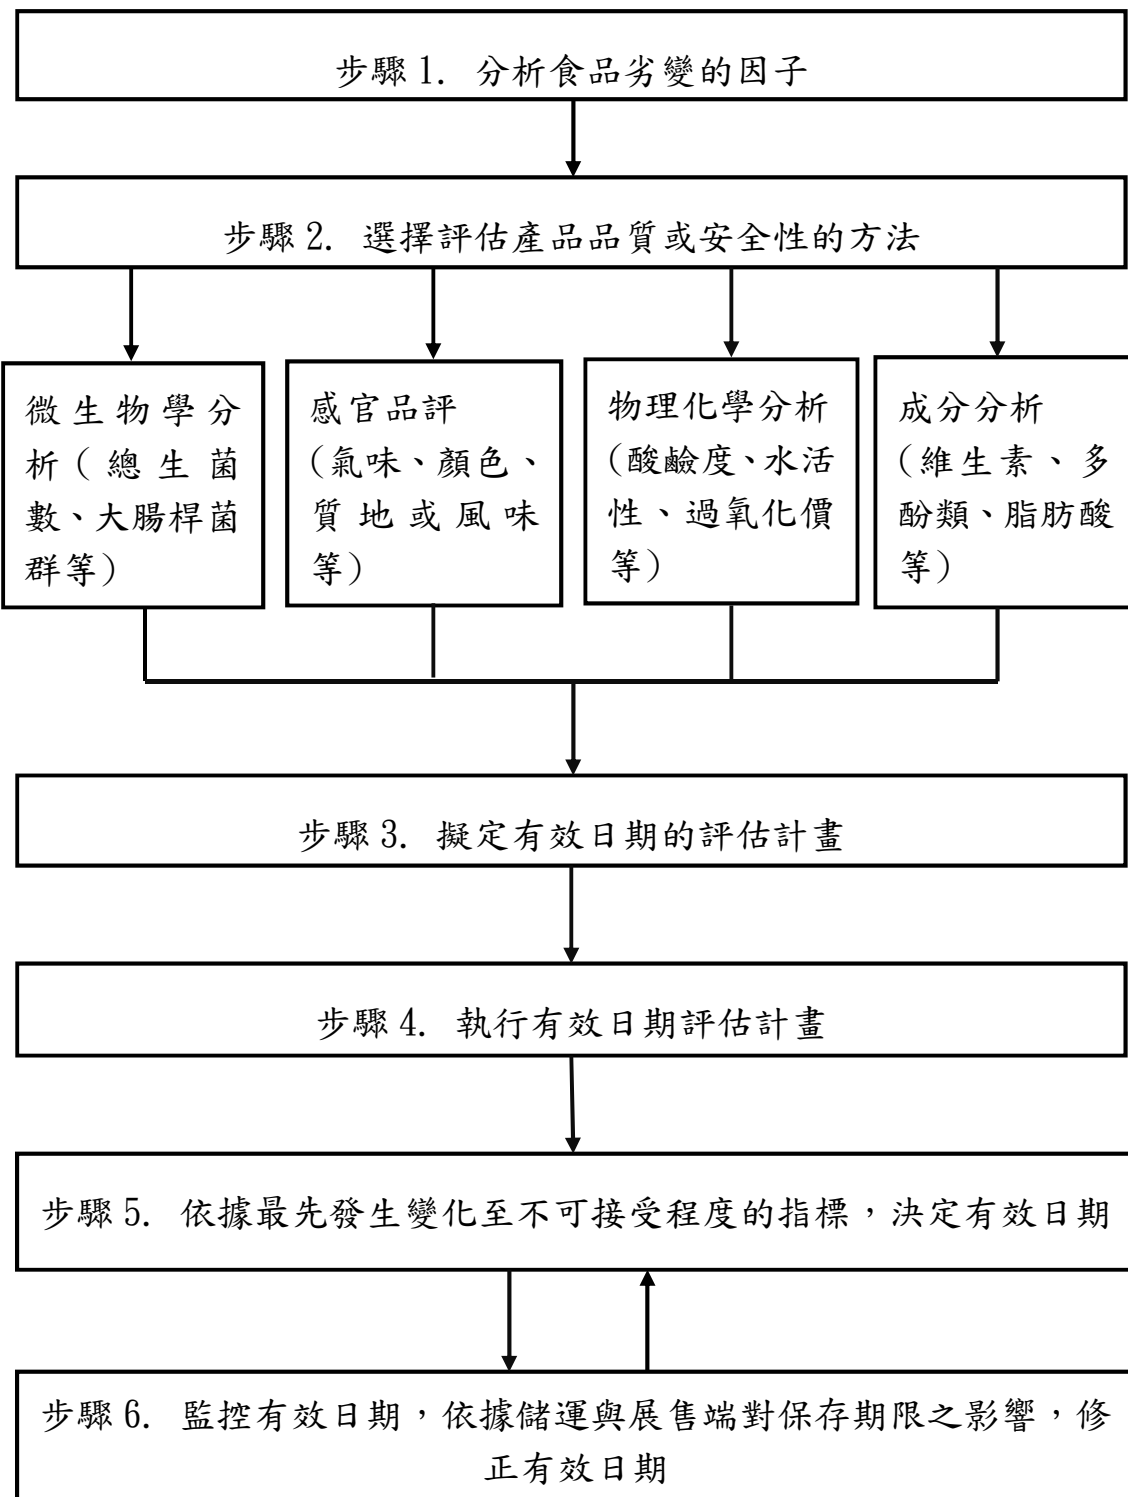 步驟 1. 分析食品劣變的因子
步驟 2. 選擇評估產品品質或安全性的方法
微生物學分
析(總生菌
數、大腸桿菌
群等)
感官品評
(氣味、顏色、
質地或風味
等)
物理化學分析
(酸鹼度、水活
性、過氧化價
等)
成分分析
(維生素、多
酚類、脂肪酸
等)
步驟 3. 擬定有效日期的評估計畫
步驟 4. 執行有效日期評估計畫
步驟 5. 依據最先發生變化至不可接受程度的指標，決定有效日期
步驟 6. 監控有效日期，依據儲運與展售端對保存期限之影響，修
正有效日期